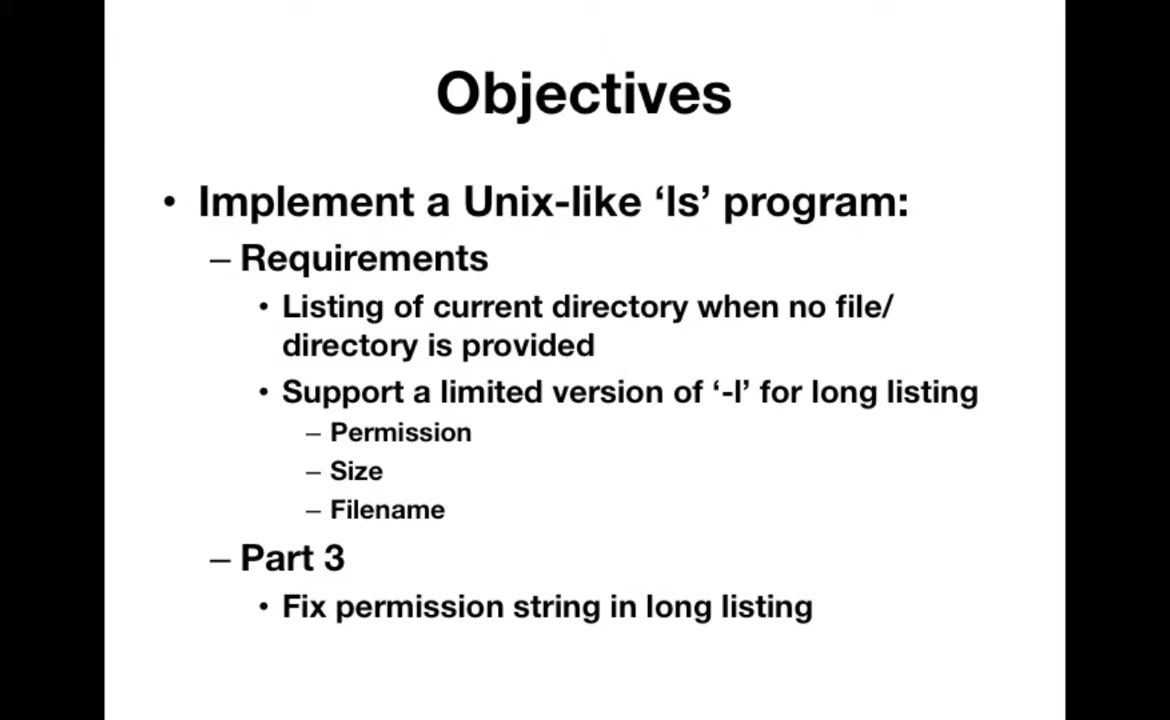 Objectives
• Implement a Unix-like ‘ls’ program:
– Requirements
• Listing of current directory when no file/
directory is provided
• Support a limited version of ‘-l’ for long listing
– Permission
– Size
– Filename
– Part 3
• Fix permission string in long listing